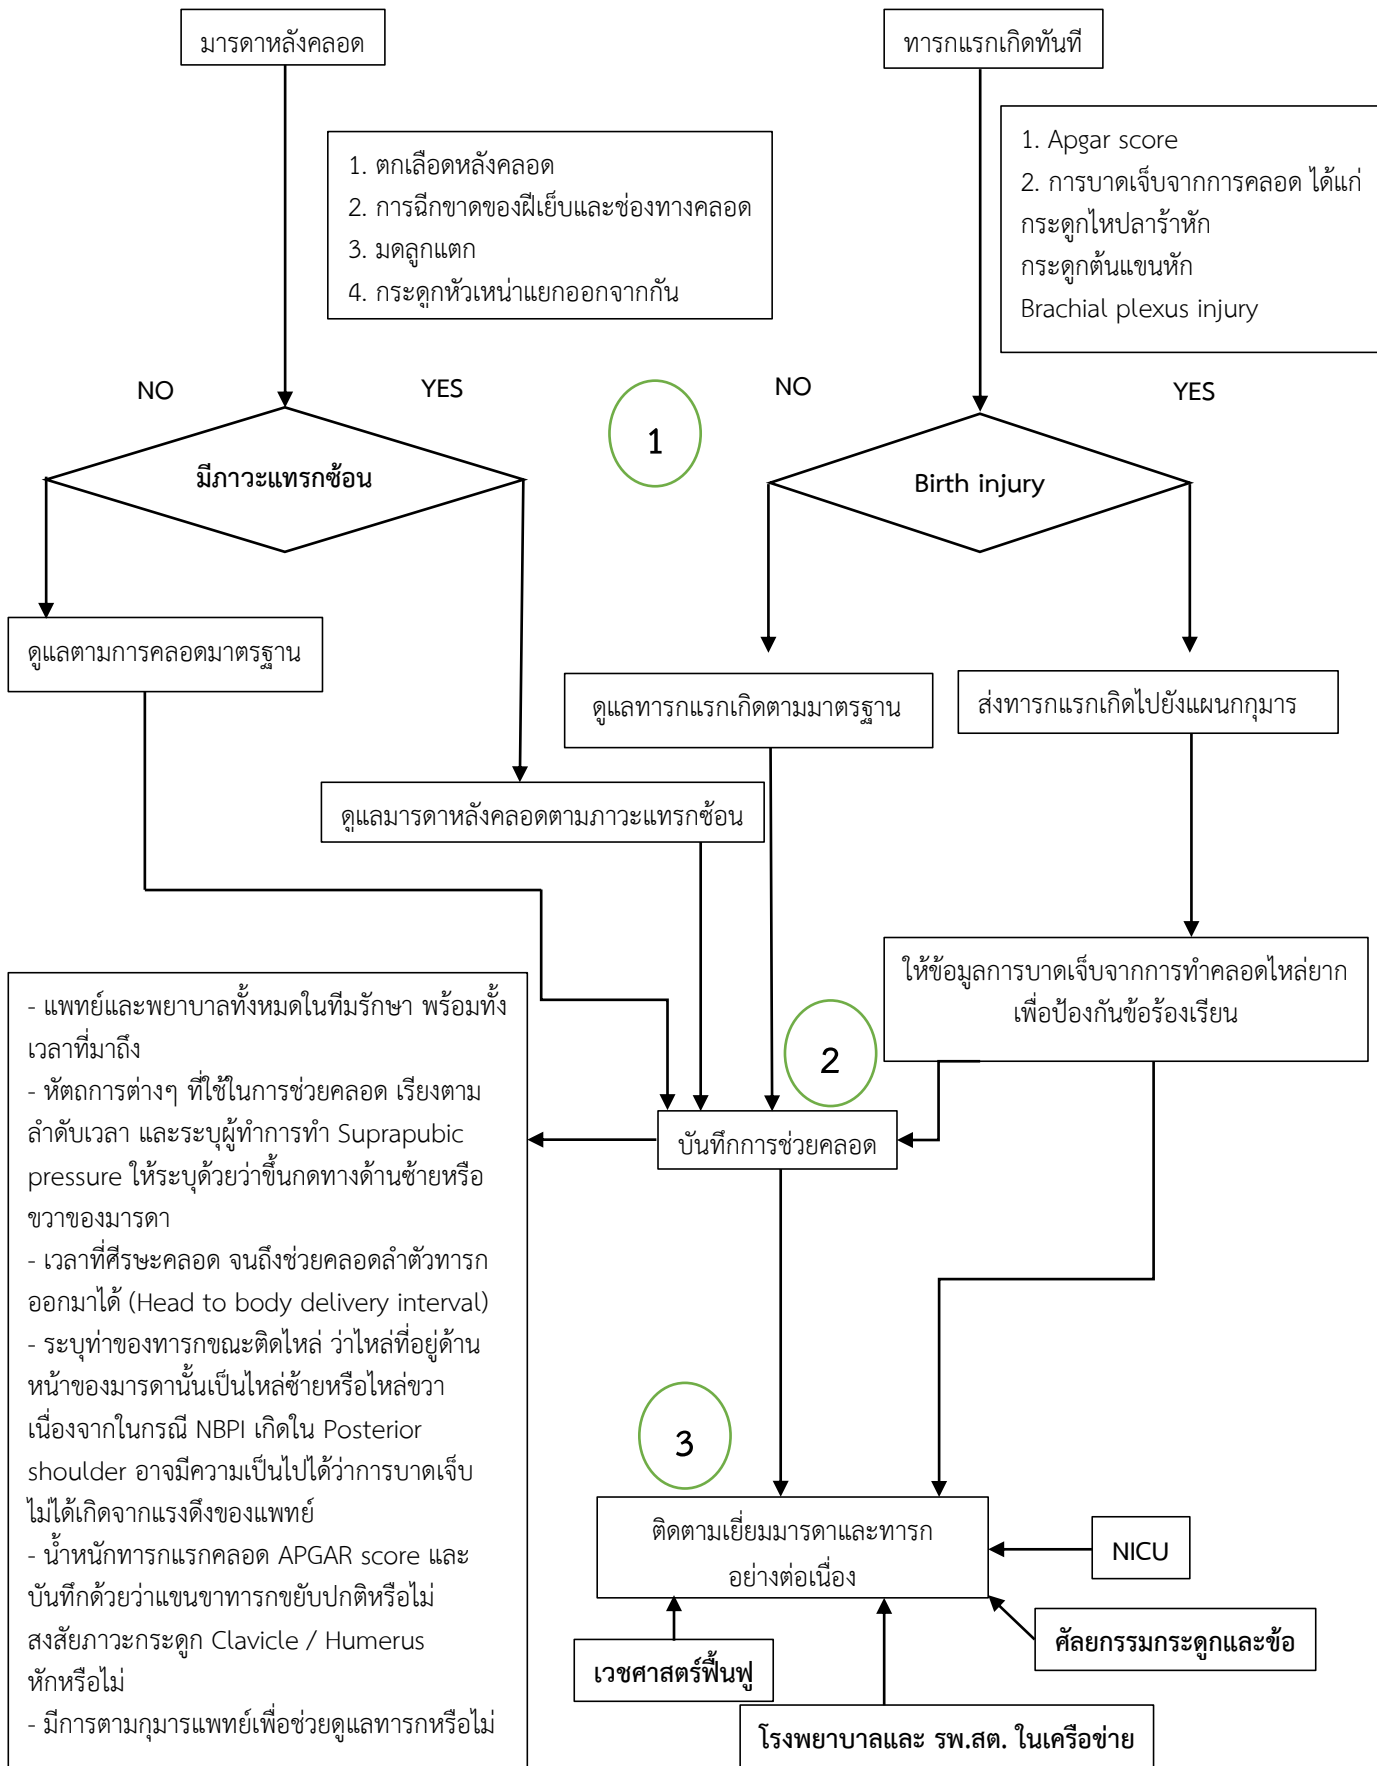 มารดาหลังคลอด
ทารกแรกเกิดทันที
1. ตกเลือดหลังคลอด
2. การฉีกขาดของฝีเย็บและช่องทางคลอด
3. มดลูกแตก
4. กระดูกหัวเหน่าแยกออกจากกัน
1. Apgar score
2. การบาดเจ็บจากการคลอด ได้แก่
กระดูกไหปลาร้าหัก
กระดูกต้นแขนหัก
Brachial plexus injury
NO
YES
มีภาวะแทรกซ้อน
1
NO
YES
Birth injury
ดูแลตามการคลอดมาตรฐาน
ดูแลทารกแรกเกิดตามมาตรฐาน
ส่งทารกแรกเกิดไปยังแผนกกุมาร
ดูแลมารดาหลังคลอดตามภาวะแทรกซ้อน
ให้ข้อมูลการบาดเจ็บจากการทำคลอดไหล่ยาก
เพื่อป้องกันข้อร้องเรียน
2
บันทึกการช่วยคลอด
- แพทย์และพยาบาลทั้งหมดในทีมรักษา พร้อมทั้ง
เวลาที่มาถึง
- หัตถการต่างๆ ที่ใช้ในการช่วยคลอด เรียงตาม
ลำดับเวลา และระบุผู้ทำการทำ Suprapubic
pressure ให้ระบุด้วยว่าขึ้นกดทางด้านซ้ายหรือ
ขวาของมารดา
- เวลาที่ศีรษะคลอด จนถึงช่วยคลอดลำตัวทารก
ออกมาได้ (Head to body delivery interval)
- ระบุท่าของทารกขณะติดไหล่ ว่าไหล่ที่อยู่ด้าน
หน้าของมารดานั้นเป็นไหล่ซ้ายหรือไหล่ขวา
เนื่องจากในกรณี NBPI เกิดใน Posterior
shoulder อาจมีความเป็นไปได้ว่าการบาดเจ็บ
ไม่ได้เกิดจากแรงดึงของแพทย์
- น้ำหนักทารกแรกคลอด APGAR score และ
บันทึกด้วยว่าแขนขาทารกขยับปกติหรือไม่
สงสัยภาวะกระดูก Clavicle / Humerus
หักหรือไม่
- มีการตามกุมารแพทย์เพื่อช่วยดูแลทารกหรือไม่
3
ติดตามเยี่ยมมารดาและทารก
อย่างต่อเนื่อง
NICU
ศัลยกรรมกระดูกและข้อ
เวชศาสตร์ฟื้นฟู
โรงพยาบาลและ รพ.สต. ในเครือข่าย